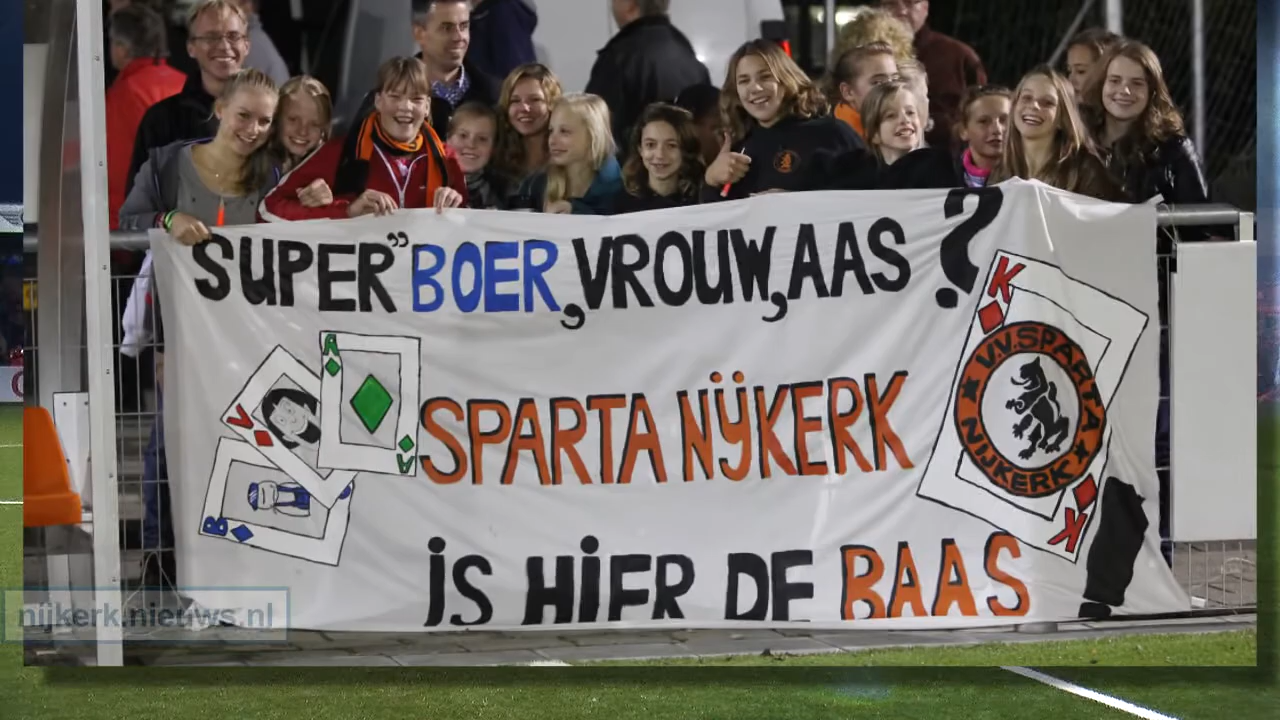 SUPER" BOER, VROUW, AAS?
SPARTA NIJKERK
iS HiER DE BAAS!
A
A
V
B
K
V.V. SPARTA
NIJKERK
K
nijkerk.nieuws.nl